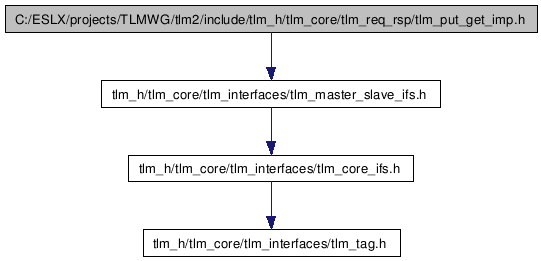 C:/ESLX/projects/TLMWG/tlm2/include/tlm_h/tlm_core/tlm_req_rsp/tlm_put_get_imp.h
tlm_h/tlm_core/tlm_interfaces/tlm_master_slave_ifs.h
tlm_h/tlm_core/tlm_interfaces/tlm_core_ifs.h
tlm_h/tlm_core/tlm_interfaces/tlm_tag.h